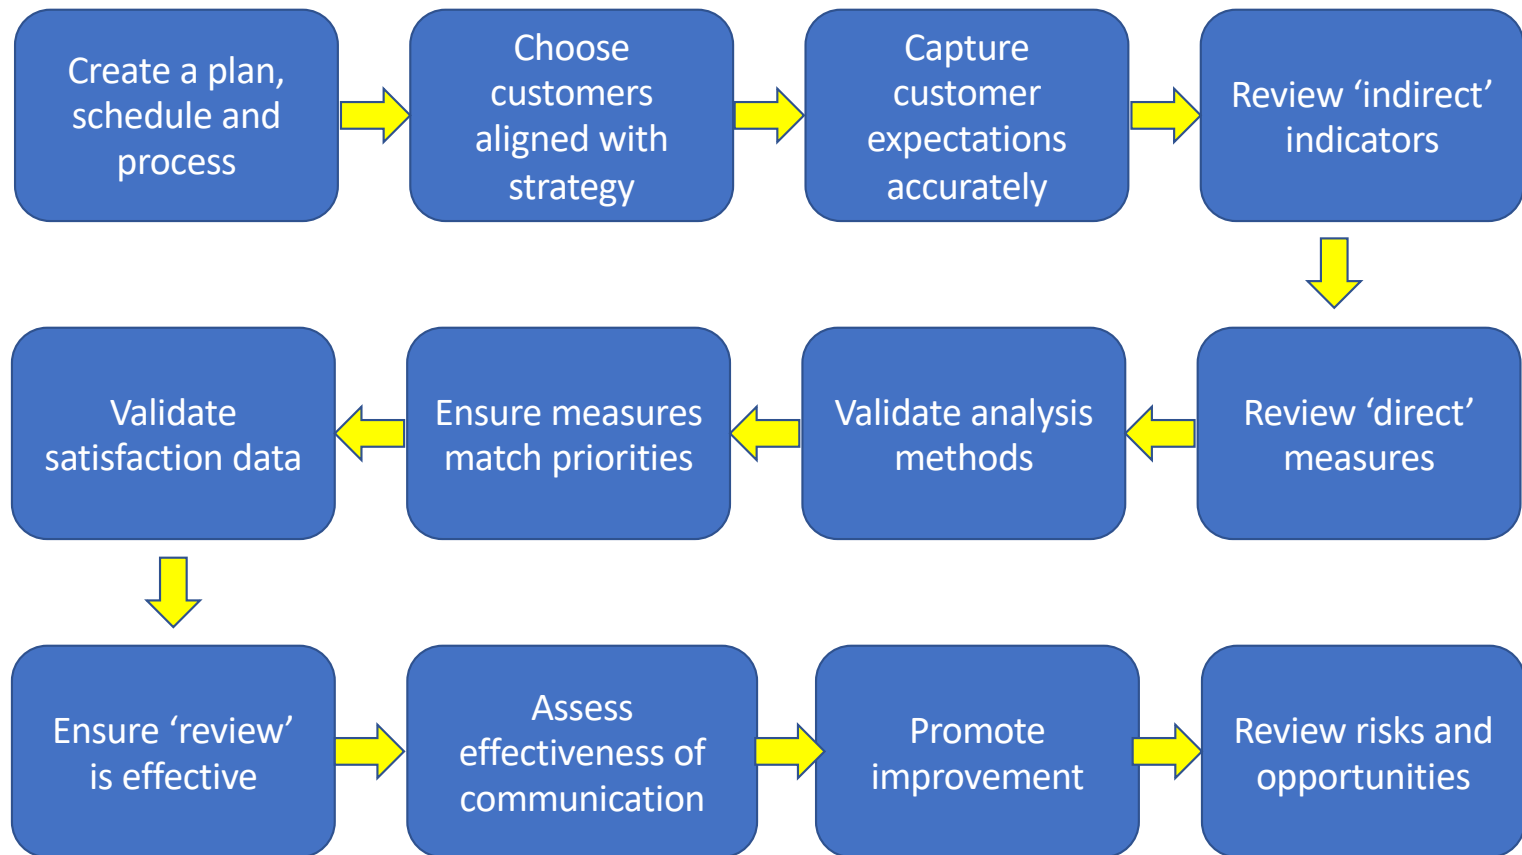 Create a plan,
schedule and
process
Choose
customers
aligned with
strategy
Capture
customer
expectations
accurately
Review ‘indirect’
indicators
Review ‘direct’
measures
Validate analysis
methods
Ensure measures
match priorities
Validate
satisfaction data
Ensure ‘review’
is effective
Assess
effectiveness of
communication
Promote
improvement
Review risks and
opportunities